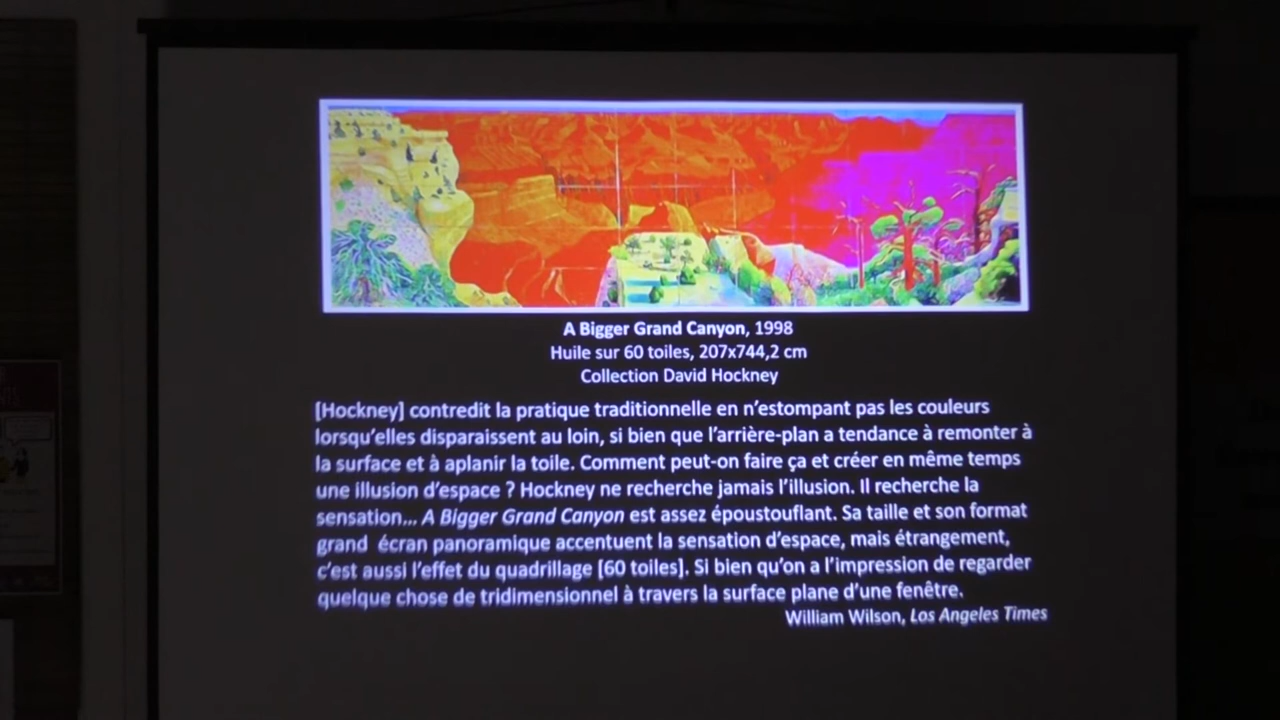 A Bigger Grand Canyon, 1998
Huile sur 60 toiles, 207x744,2 cm
Collection David Hockney
[Hockney] contredit la pratique traditionnelle en n'estompant pas les couleurs
lorsqu'elles disparaissent au loin, si bien que l'arrière-plan a tendance à remonter à
la surface et à aplanir la toile. Comment peut-on faire ça et créer en même temps
une illusion d'espace ? Hockney ne recherche jamais l'illusion. Il recherche la
sensation... A Bigger Grand Canyon est assez époustouflant. Sa taille et son format
grand écran panoramique accentuent la sensation d'espace, mais étrangement,
c'est aussi l'effet du quadrillage [60 toiles]. Si bien qu'on a l'impression de regarder
quelque chose de tridimensionnel à travers la surface plane d'une fenêtre.
William Wilson, Los Angeles Times